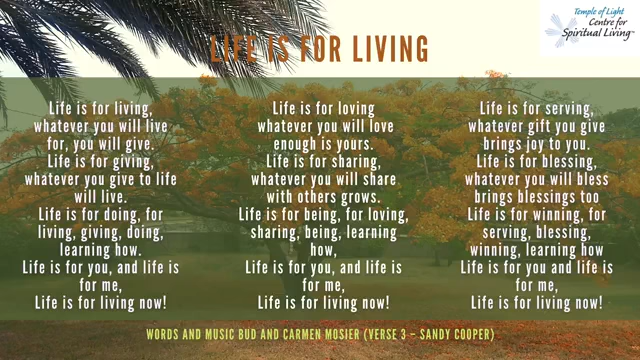 Temple of Light
Centre for
Spiritual Living™
LIFE IS FOR LIVING
Life is for living,
whatever you will live
for, you will give.
Life is for giving,
whatever you give to life
will live.
Life is for doing, for
living, giving, doing,
learning how.
Life is for you, and life is
for me,
Life is for living now!
Life is for loving
whatever you will love
enough is yours.
Life is for sharing,
whatever you will share
with others grows.
Life is for being, for loving,
sharing, being, learning
how,
Life is for you, and life is
for me,
Life is for living now!
Life is for serving,
whatever gift you give
brings joy to you.
Life is for blessing,
whatever you will bless
brings blessings too
Life is for winning, for
serving, blessing,
winning, learning how
Life is for you and life is
for me,
Life is for living now!
WORDS AND MUSIC BUD AND CARMEN MOSIER (VERSE 3 – SANDY COOPER)